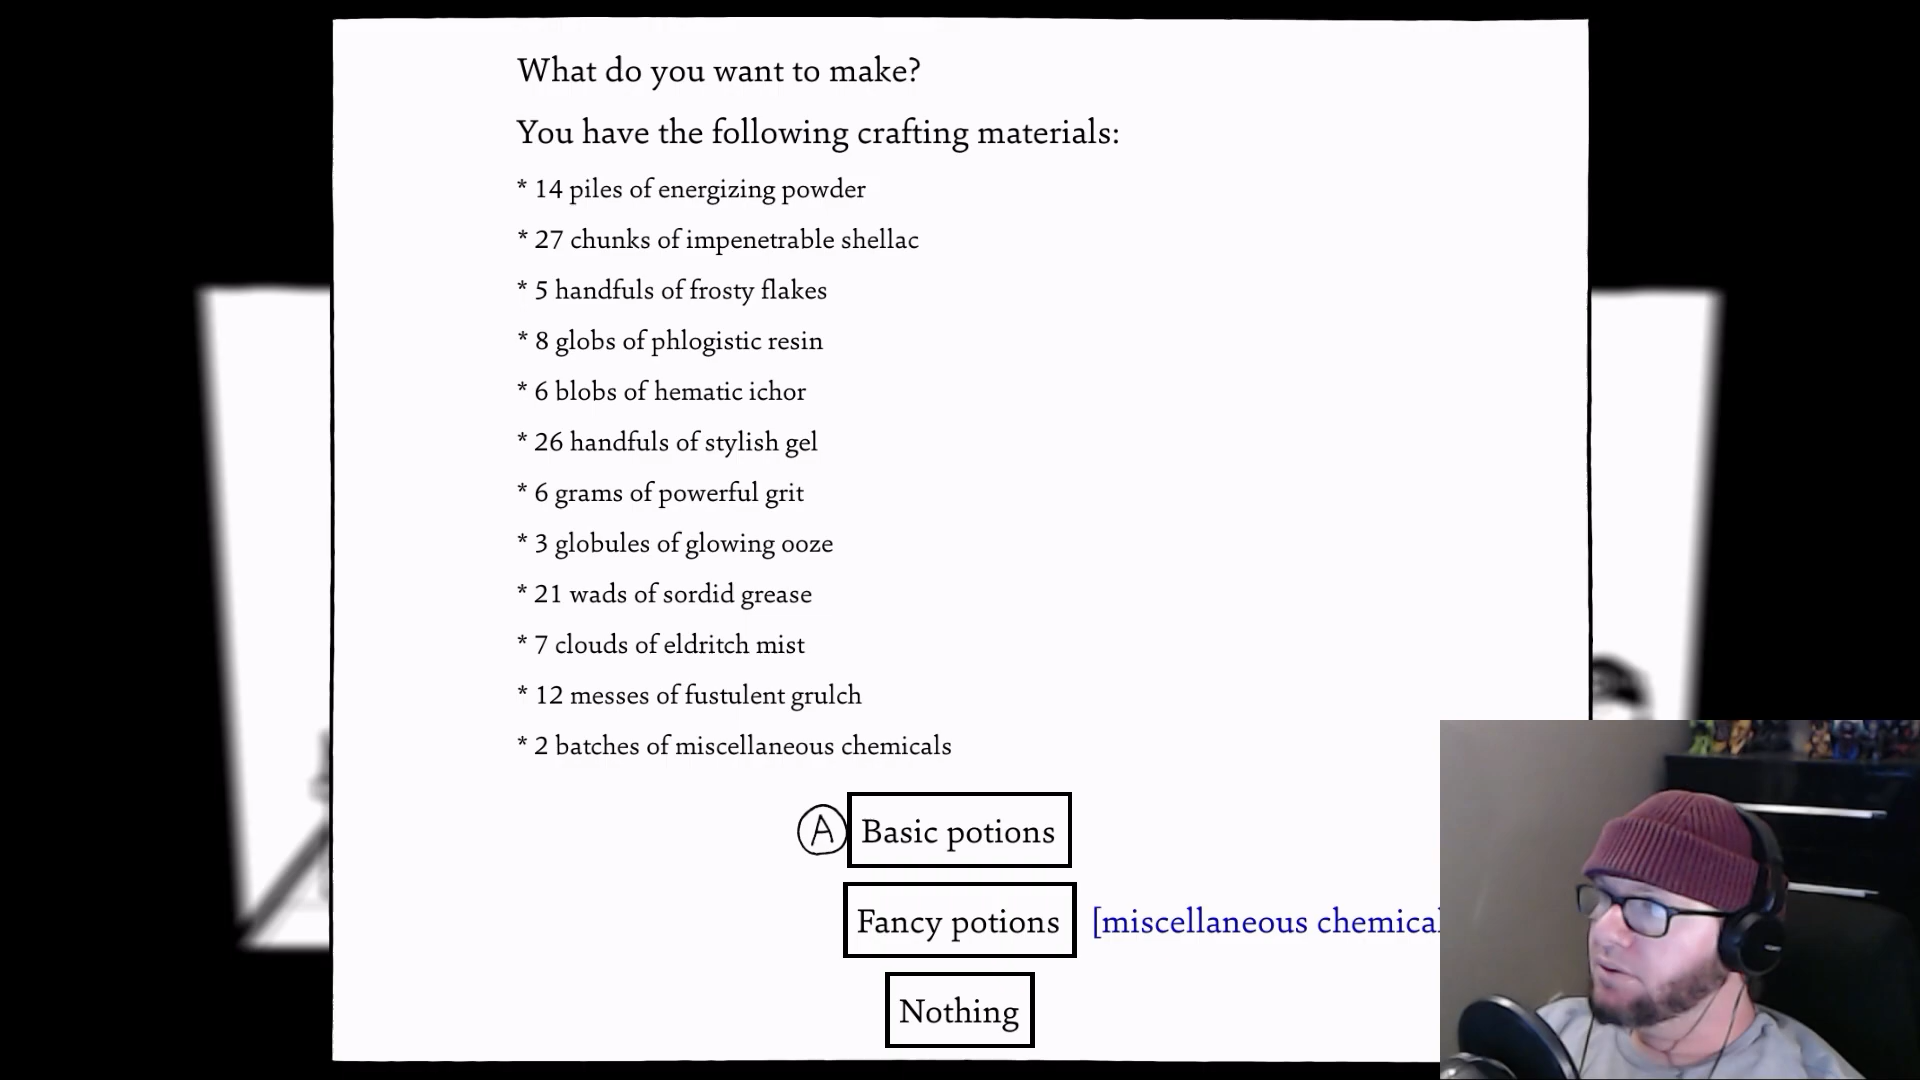 What do you want to make?
You have the following crafting materials:
* 14 piles of energizing powder
* 27 chunks of impenetrable shellac
* 5 handfuls of frosty flakes
* 8 globs of phlogistic resin
* 6 blobs of hematic ichor
* 26 handfuls of stylish gel
* 6 grams of powerful grit
* 3 globules of glowing ooze
* 21 wads of sordid grease
* 7 clouds of eldritch mist
* 12 messes of fustulent grulch
* 2 batches of miscellaneous chemicals
A Basic potions
Fancy potions [miscellaneous
Nothing